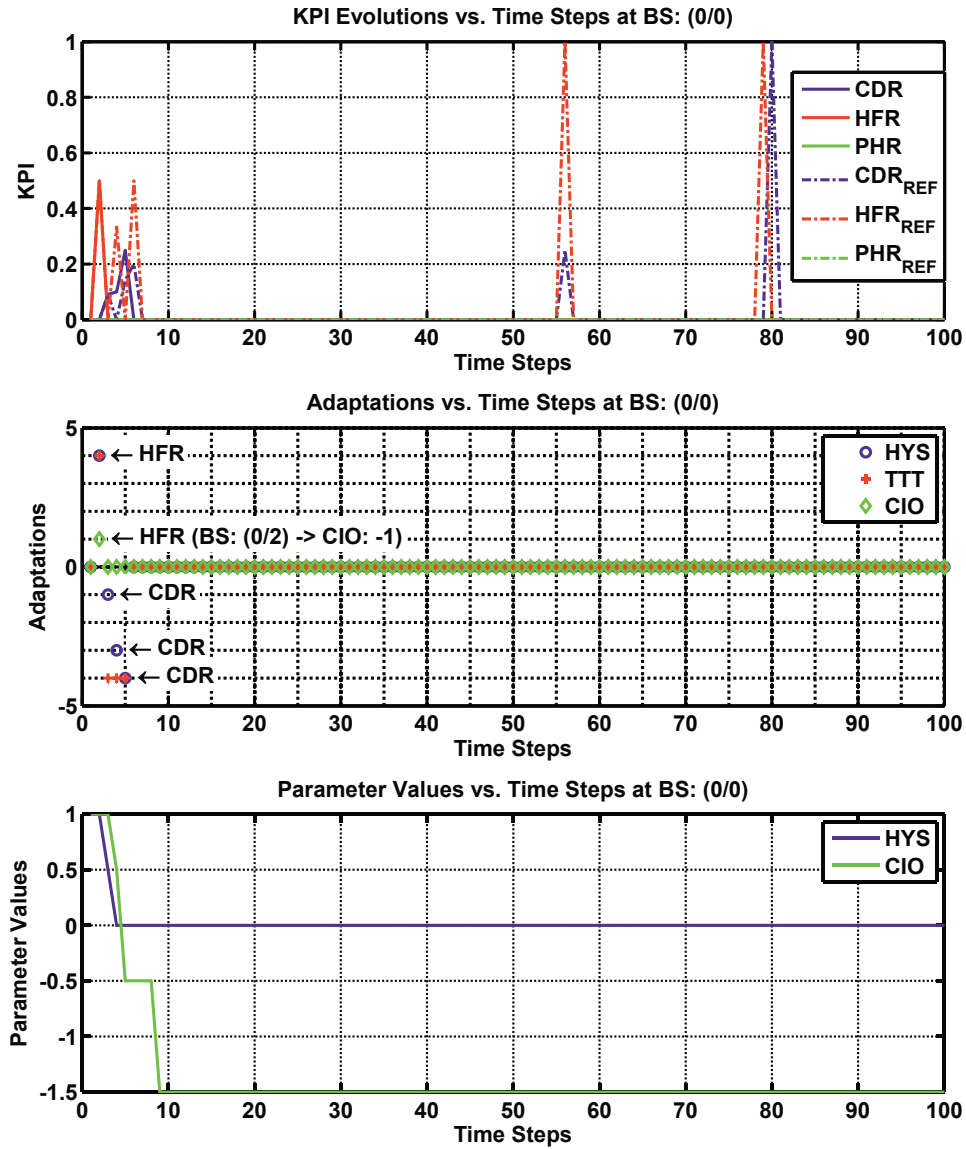 KPI Evolutions vs. Time Steps at BS: (0/0)
1
0.8
0.6
0.4
0.2
0
KPI
CDR
HFR
PHR
CDR_REF
HFR_REF
PHR_REF
0 10 20 30 40 50 60 70 80 90 100
Time Steps
Adaptations vs. Time Steps at BS: (0/0)
5
0
-5
Adaptations
← HFR
← HFR (BS: (0/2) -> CIO: -1)
← CDR
← CDR
← CDR
HYS
TTT
CIO
0 10 20 30 40 50 60 70 80 90 100
Time Steps
Parameter Values vs. Time Steps at BS: (0/0)
1
0.5
0
-0.5
-1
-1.5
Parameter Values
HYS
CIO
0 10 20 30 40 50 60 70 80 90 100
Time Steps